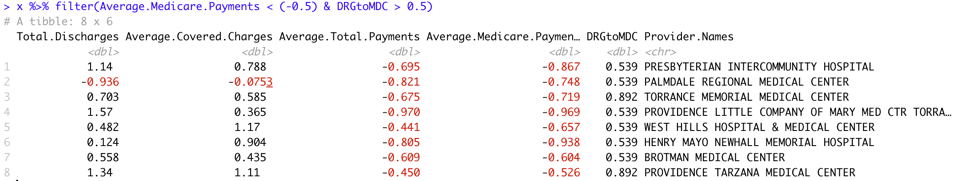 > x %>% filter(Average.Medicare.Payments < (-0.5) & DRGtoMDC > 0.5)
# A tibble: 8 x 6
Total.Discharges Average.Covered.Charges Average.Total.Payments Average.Medicare.Paymen… DRGtoMDC Provider.Names
<dbl> <dbl> <dbl> <dbl> <dbl> <chr>
1 1.14 0.788 -0.695 -0.867 0.539 PRESBYTERIAN INTERCOMMUNITY HOSPITAL
2 -0.936 -0.0753 -0.821 -0.748 0.539 PALMDALE REGIONAL MEDICAL CENTER
3 0.703 0.585 -0.675 -0.719 0.892 TORRANCE MEMORIAL MEDICAL CENTER
4 1.57 0.365 -0.970 -0.969 0.539 PROVIDENCE LITTLE COMPANY OF MARY MED CTR TORRA…
5 0.482 1.17 -0.441 -0.657 0.539 WEST HILLS HOSPITAL & MEDICAL CENTER
6 0.124 0.904 -0.805 -0.938 0.539 HENRY MAYO NEWHALL MEMORIAL HOSPITAL
7 0.558 0.435 -0.609 -0.604 0.539 BROTMAN MEDICAL CENTER
8 1.34 1.11 -0.450 -0.526 0.892 PROVIDENCE TARZANA MEDICAL CENTER